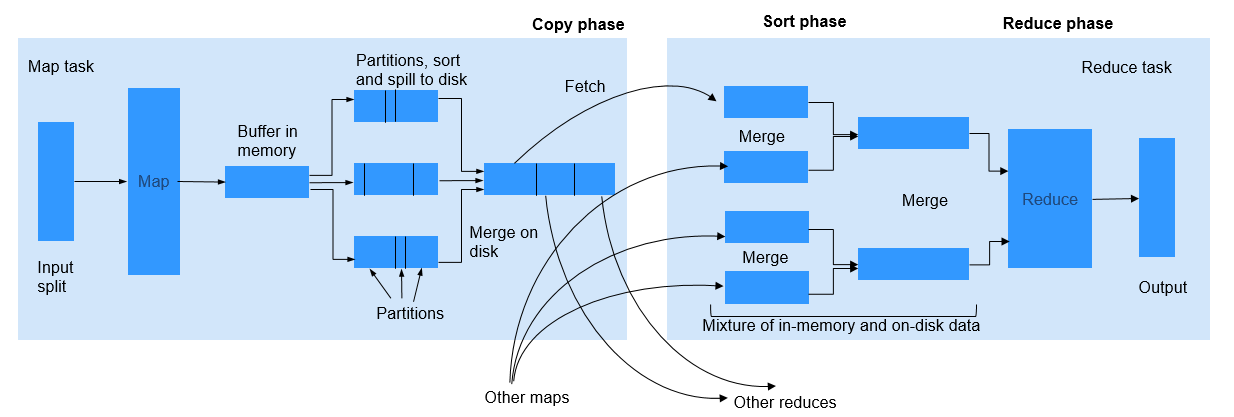 Copy phase
Sort phase
Reduce phase
Map task
Partitions, sort
and spill to disk
Fetch
Reduce task
Buffer in
memory
Merge
Map
Merge
Reduce
Merge on
disk
Merge
Input
split
Partitions
Output
Mixture of in-memory and on-disk data
Other maps
Other reduces